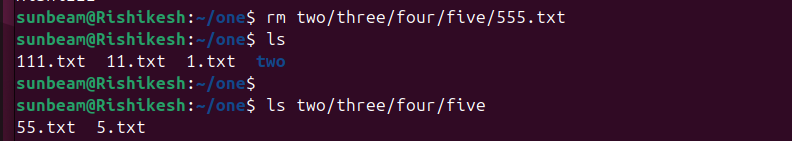 sunbeam@Rishikesh:~/one$ rm two/three/four/five/555.txt
sunbeam@Rishikesh:~/one$ ls
111.txt  11.txt  1.txt  two
sunbeam@Rishikesh:~/one$
sunbeam@Rishikesh:~/one$ ls two/three/four/five
55.txt  5.txt